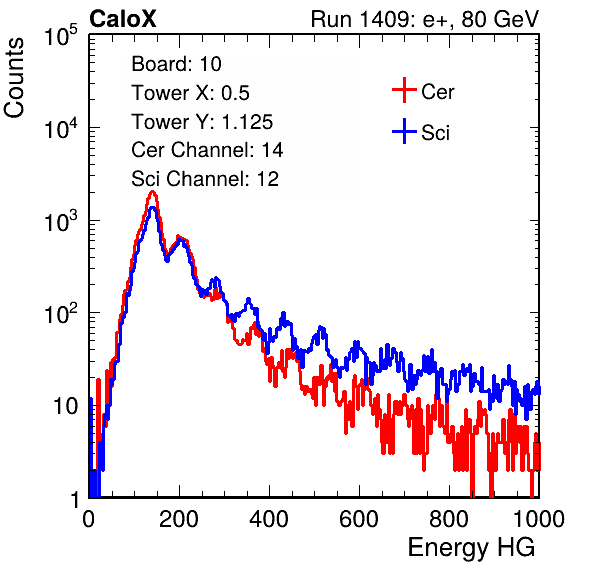 CaloX Run 1409: e+, 80 GeV
Counts
Board: 10
Tower X: 0.5
Tower Y: 1.125
Cer Channel: 14
Sci Channel: 12
Cer
Sci
10^5
10^4
10^3
10^2
10
1
0 200 400 600 800 1000
Energy HG